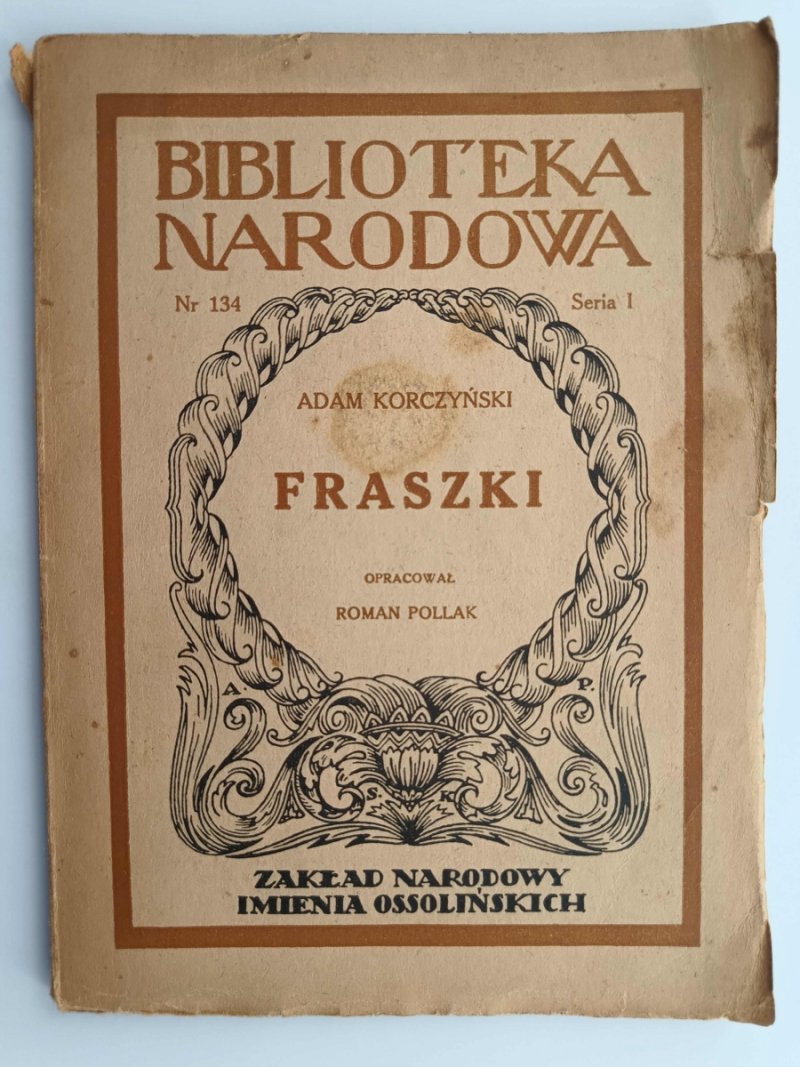 BIBLIOTEKA
NARODOWA
Nr 134 Seria I
ADAM KORCZYŃSKI
FRASZKI
OPRACOWAŁ
ROMAN POLLAK
A. P.
S. K.
ZAKŁAD NARODOWY
IMIENIA OSSOLIŃSKICH